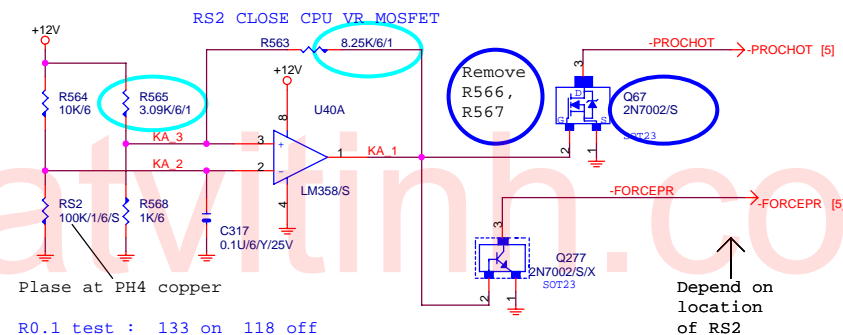 RS2 CLOSE CPU VR MOSFET
+12V
R563
8.25K/6/1
-PROCHOT
-PROCHOT [5]
+12V
Remove
R566,
R567
3
D
G
S
Q67
2N7002/S
SOT23
2
1
R564
10K/6
R565
3.09K/6/1
U40A
8
KA_3
3
+
KA_2
2
-
1
KA_1
LM358/S
4
RS2
100K/1/6/S
R568
1K/6
C317
0.1U/6/Y/25V
-FORCEPR
-FORCEPR [5]
3
Q277
2N7002/S/X
SOT23
2
1
Plase at PH4 copper
Depend on
location
of RS2
R0.1 test : 133 on 118 off
atvitinh.co